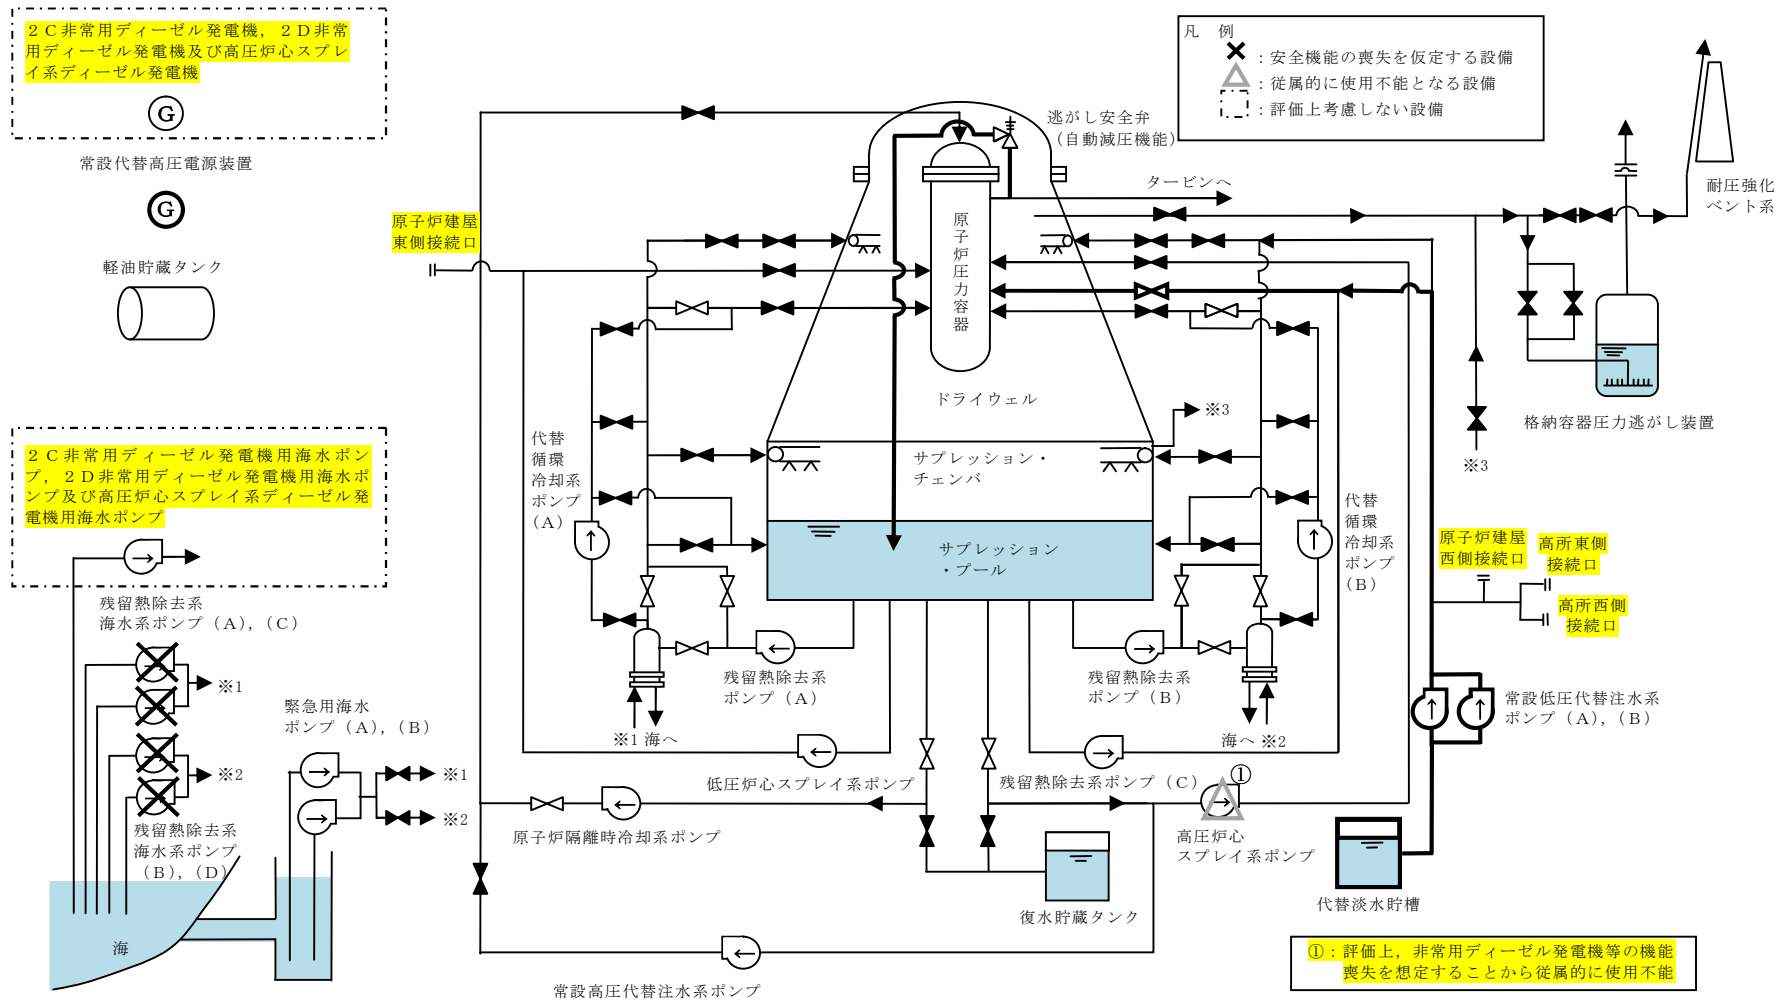 ２Ｃ非常用ディーゼル発電機，２Ｄ非常
用ディーゼル発電機及び高圧炉心スプレ
イ系ディーゼル発電機
G
常設代替高圧電源装置
G
軽油貯蔵タンク
２Ｃ非常用ディーゼル発電機用海水ポン
プ，２Ｄ非常用ディーゼル発電機用海水ポ
ンプ及び高圧炉心スプレイ系ディーゼル発
電機用海水ポンプ
残留熱除去系
海水系ポンプ（A），（C）
※1
※2
残留熱除去系
海水系ポンプ
（B），（D）
海
緊急用海水
ポンプ（A），（B）
※1
※2
原子炉建屋
東側接続口
代替
循環
冷却系
ポンプ
（A）
※1 海へ
残留熱除去系
ポンプ（A）
低圧炉心スプレイ系ポンプ
原子炉隔離時冷却系ポンプ
常設高圧代替注水系ポンプ
逃がし安全弁
（自動減圧機能）
タービンへ
原子炉圧力容器
ドライウェル
※3
サプレッション・
チェンバ
サプレッション
・プール
残留熱除去系
ポンプ（B）
海へ ※2
残留熱除去系ポンプ（C）
①
高圧炉心
スプレイ系ポンプ
復水貯蔵タンク
代替
循環
冷却系
ポンプ
（B）
凡　例
：安全機能の喪失を仮定する設備
：従属的に使用不能となる設備
：評価上考慮しない設備
耐圧強化
ベント系
格納容器圧力逃がし装置
※3
原子炉建屋
西側接続口
高所東側
接続口
高所西側
接続口
常設低圧代替注水系
ポンプ（A），（B）
代替淡水貯槽
①：評価上，非常用ディーゼル発電機等の機能
喪失を想定することから従属的に使用不能